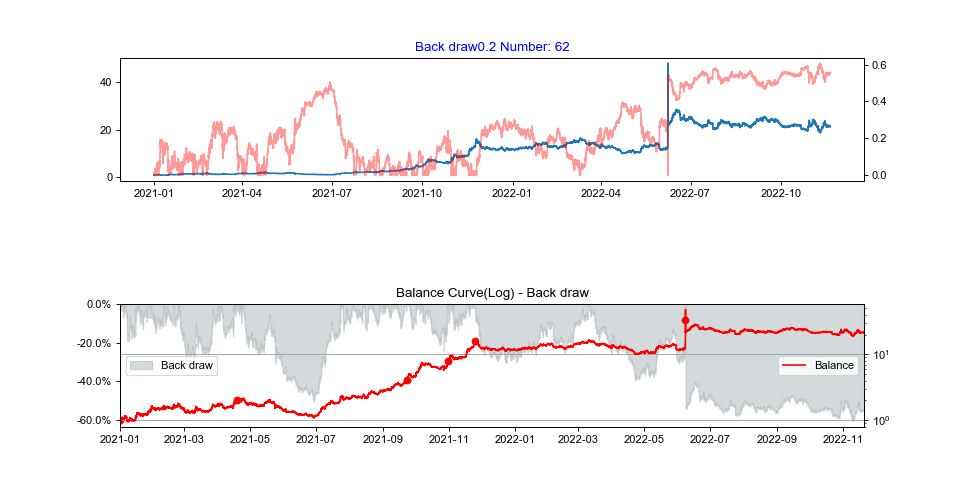 Back draw0.2 Number: 62
40
20
0
0.6
0.4
0.2
0.0
2021-01 2021-04 2021-07 2021-10 2022-01 2022-04 2022-07 2022-10
Balance Curve(Log) - Back draw
0.0%
-20.0%
-40.0%
-60.0%
Back draw
Balance
10¹
10⁰
2021-01 2021-03 2021-05 2021-07 2021-09 2021-11 2022-01 2022-03 2022-05 2022-07 2022-09 2022-11